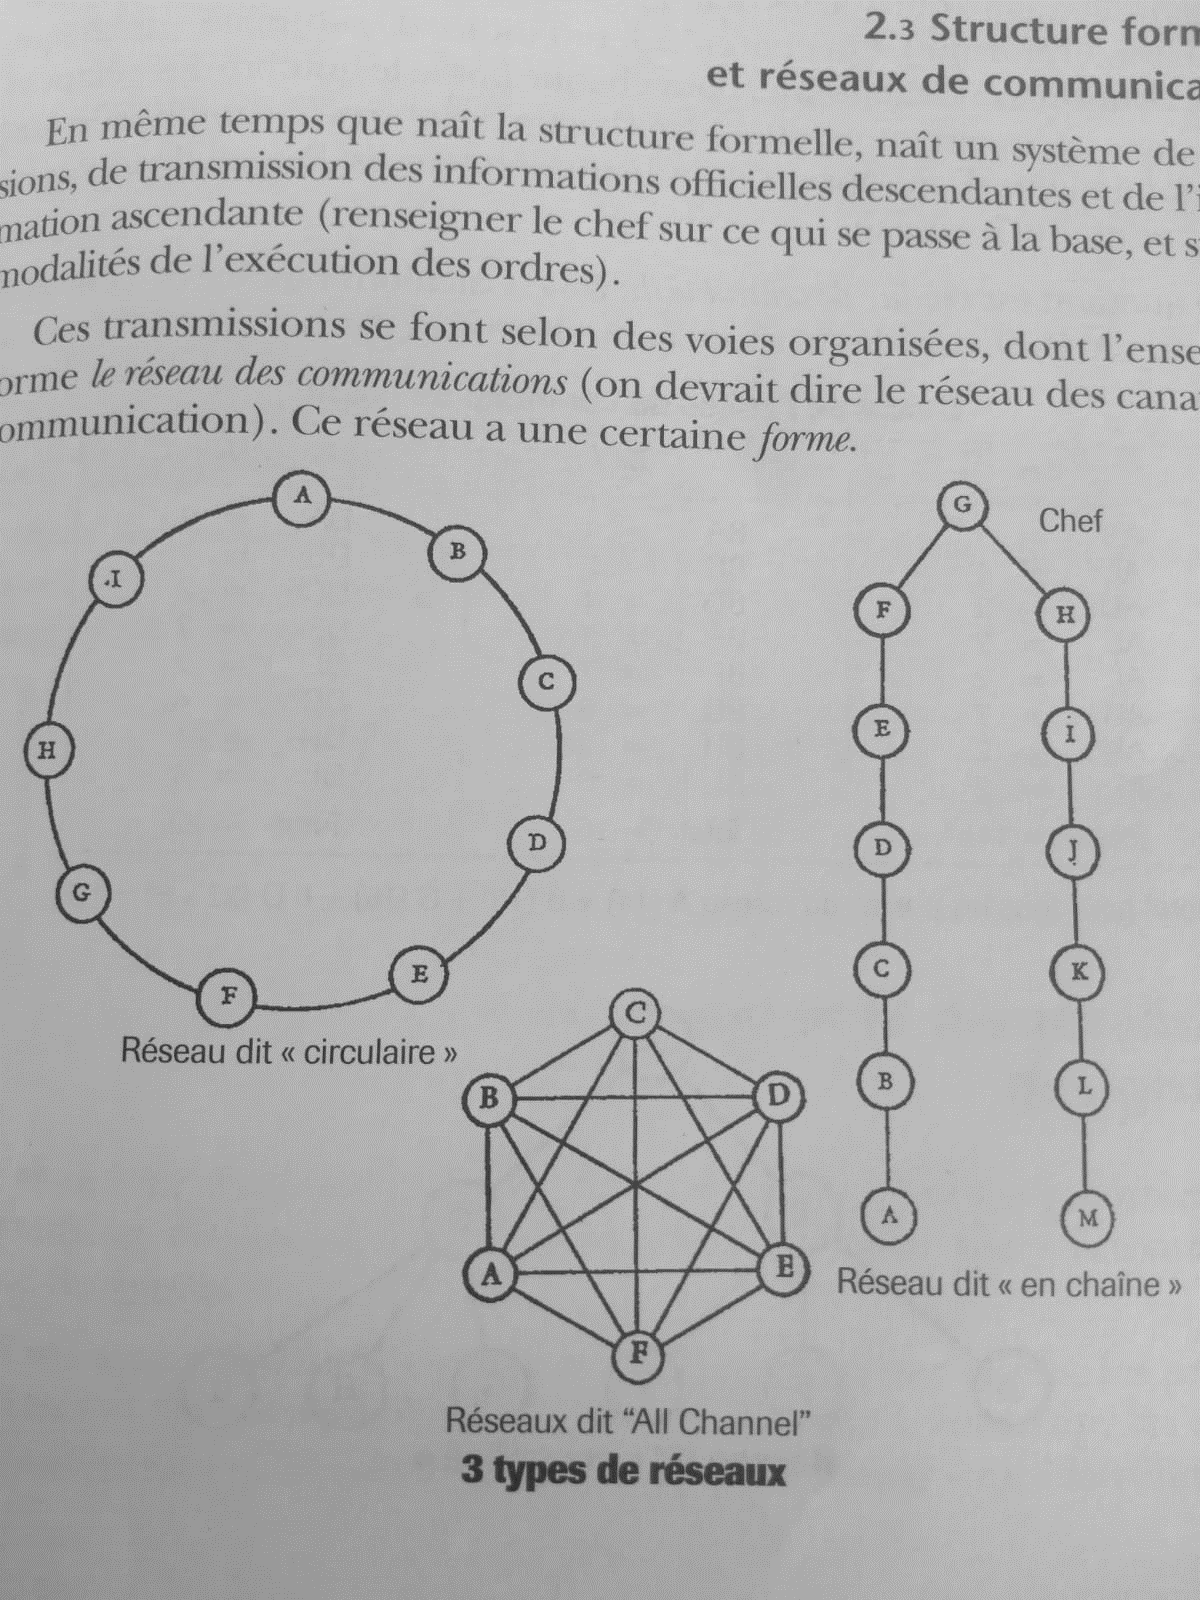 2.3 Structure form
et réseaux de communica
En même temps que naît la structure formelle, naît un système de
sions, de transmission des informations officielles descendantes et de l'i
mation ascendante (renseigner le chef sur ce qui se passe à la base, et s
modalités de l'exécution des ordres).
Ces transmissions se font selon des voies organisées, dont l'ense
orme le réseau des communications (on devrait dire le réseau des cana
ommunication). Ce réseau a une certaine forme.
A
B
C
D
E
F
G
H
I
Réseau dit « circulaire »
G
Chef
F
E
D
C
B
A
H
I
J
K
L
M
Réseau dit « en chaîne »
C
B
D
A
E
F
Réseaux dit “All Channel”
3 types de réseaux